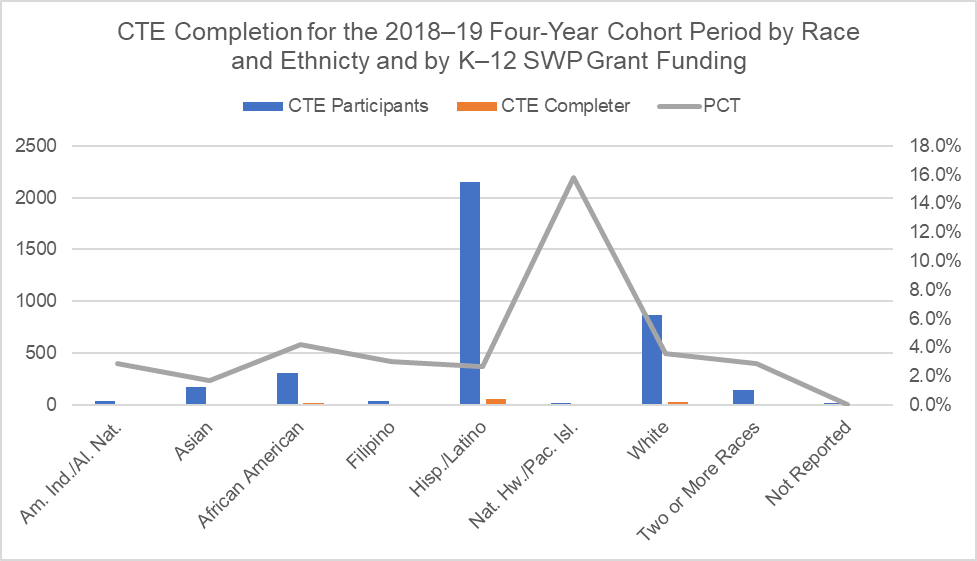 CTE Completion for the 2018–19 Four-Year Cohort Period by Race
and Ethnicty and by K–12 SWP Grant Funding
CTE Participants CTE Completer PCT
2500 18.0%
16.0%
2000 14.0%
12.0%
1500 10.0%
1000 8.0%
6.0%
500 4.0%
2.0%
0 0.0%
Am. Ind./Al. Nat.
Asian
African American
Filipino
Hisp./Latino
Nat. Hw./Pac. Isl.
White
Two or More Races
Not Reported